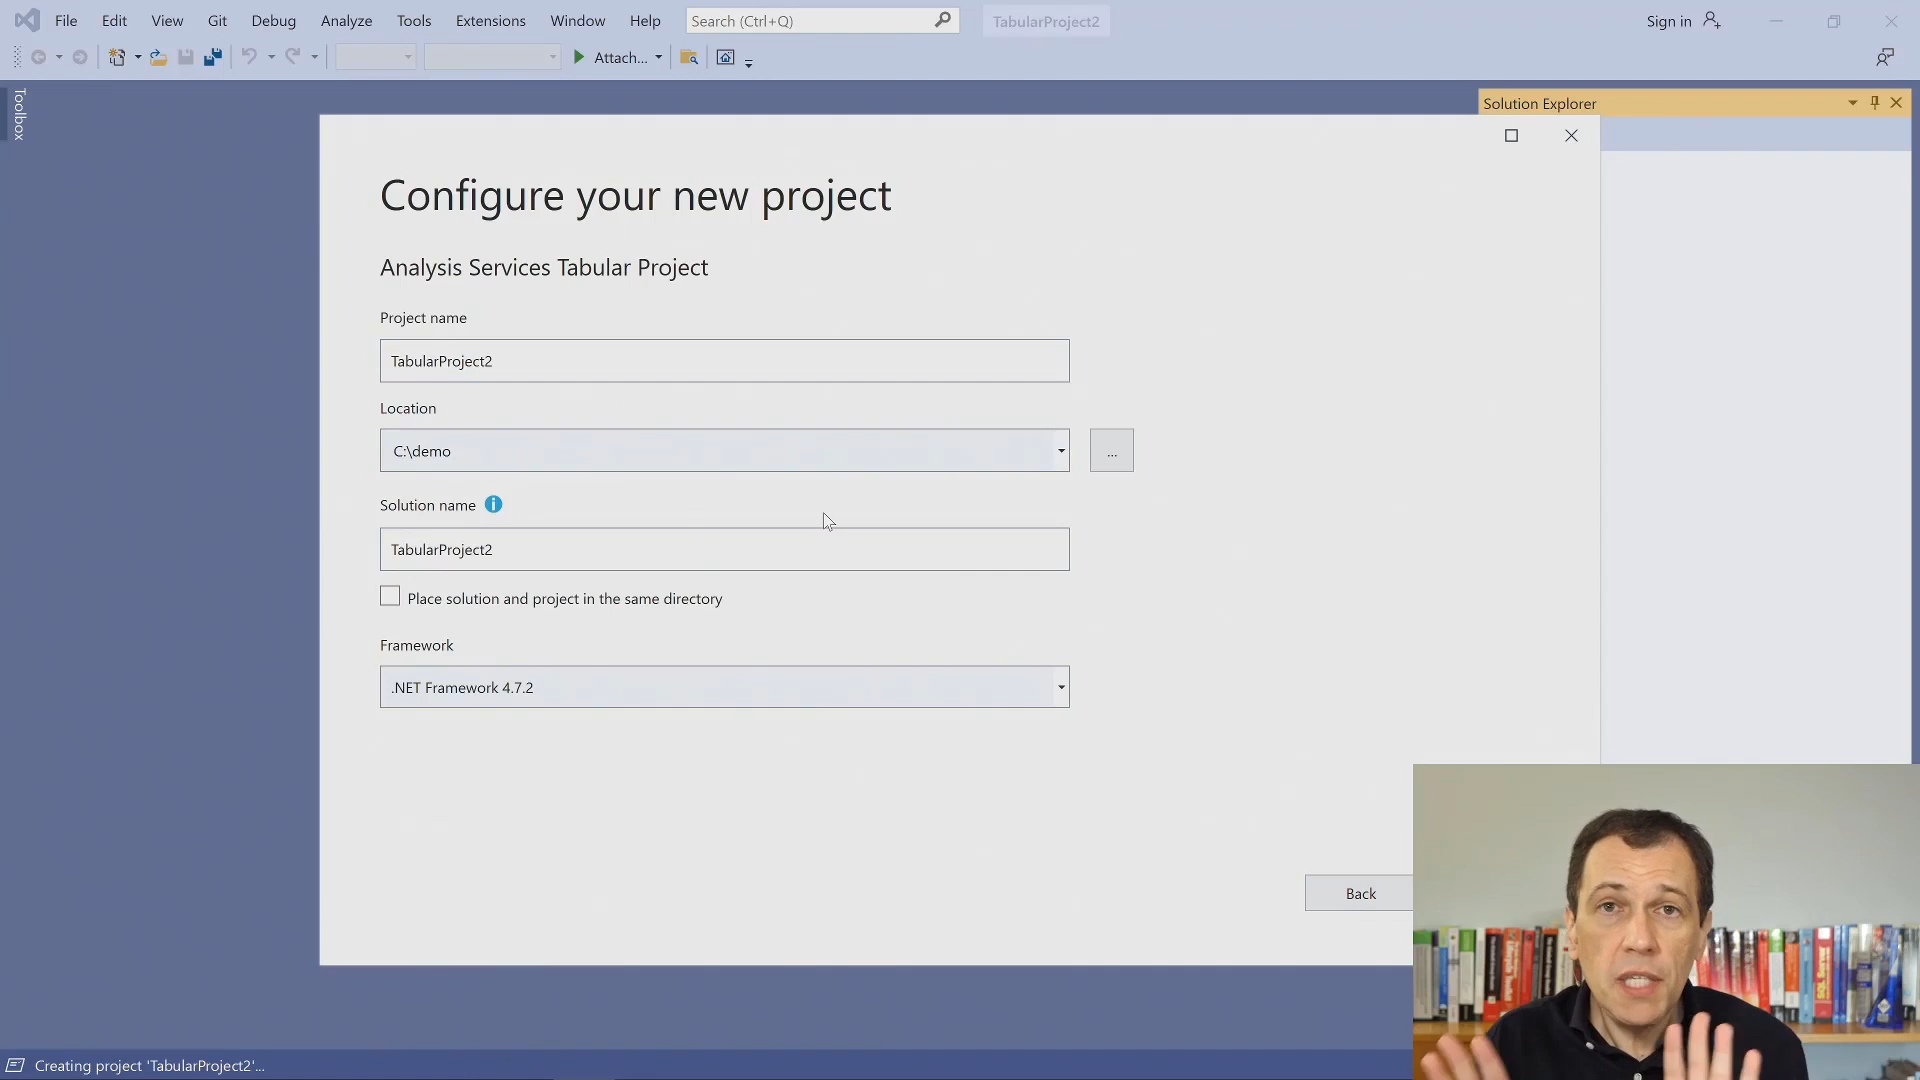 File Edit View Git Debug Analyze Tools Extensions Window Help Search (Ctrl+Q) TabularProject2 Sign in
Attach...
Toolbox
Solution Explorer
Configure your new project
Analysis Services Tabular Project
Project name
TabularProject2
Location
C:\demo
...
Solution name
TabularProject2
Place solution and project in the same directory
Framework
.NET Framework 4.7.2
Back
Creating project 'TabularProject2'...